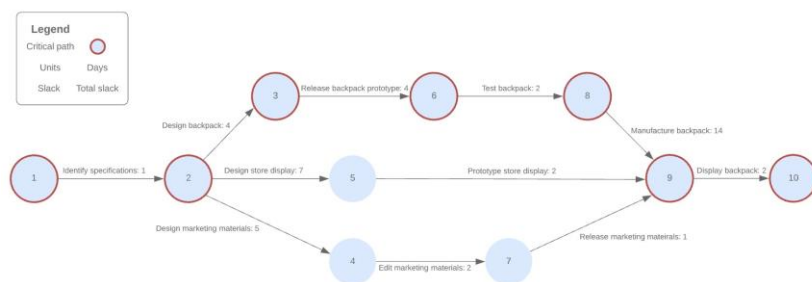 Legend
Critical path
Units Days
Slack Total slack
3
Release backpack prototype: 4
6
Test backpack: 2
8
Design backpack: 4
Manufacture backpack: 14
1
Identify specifications: 1
2
Design store display: 7
5
Prototype store display: 2
9
Display backpack: 2
10
Design marketing materials: 5
Release marketing mateirals: 1
4
Edit marketing materials: 2
7